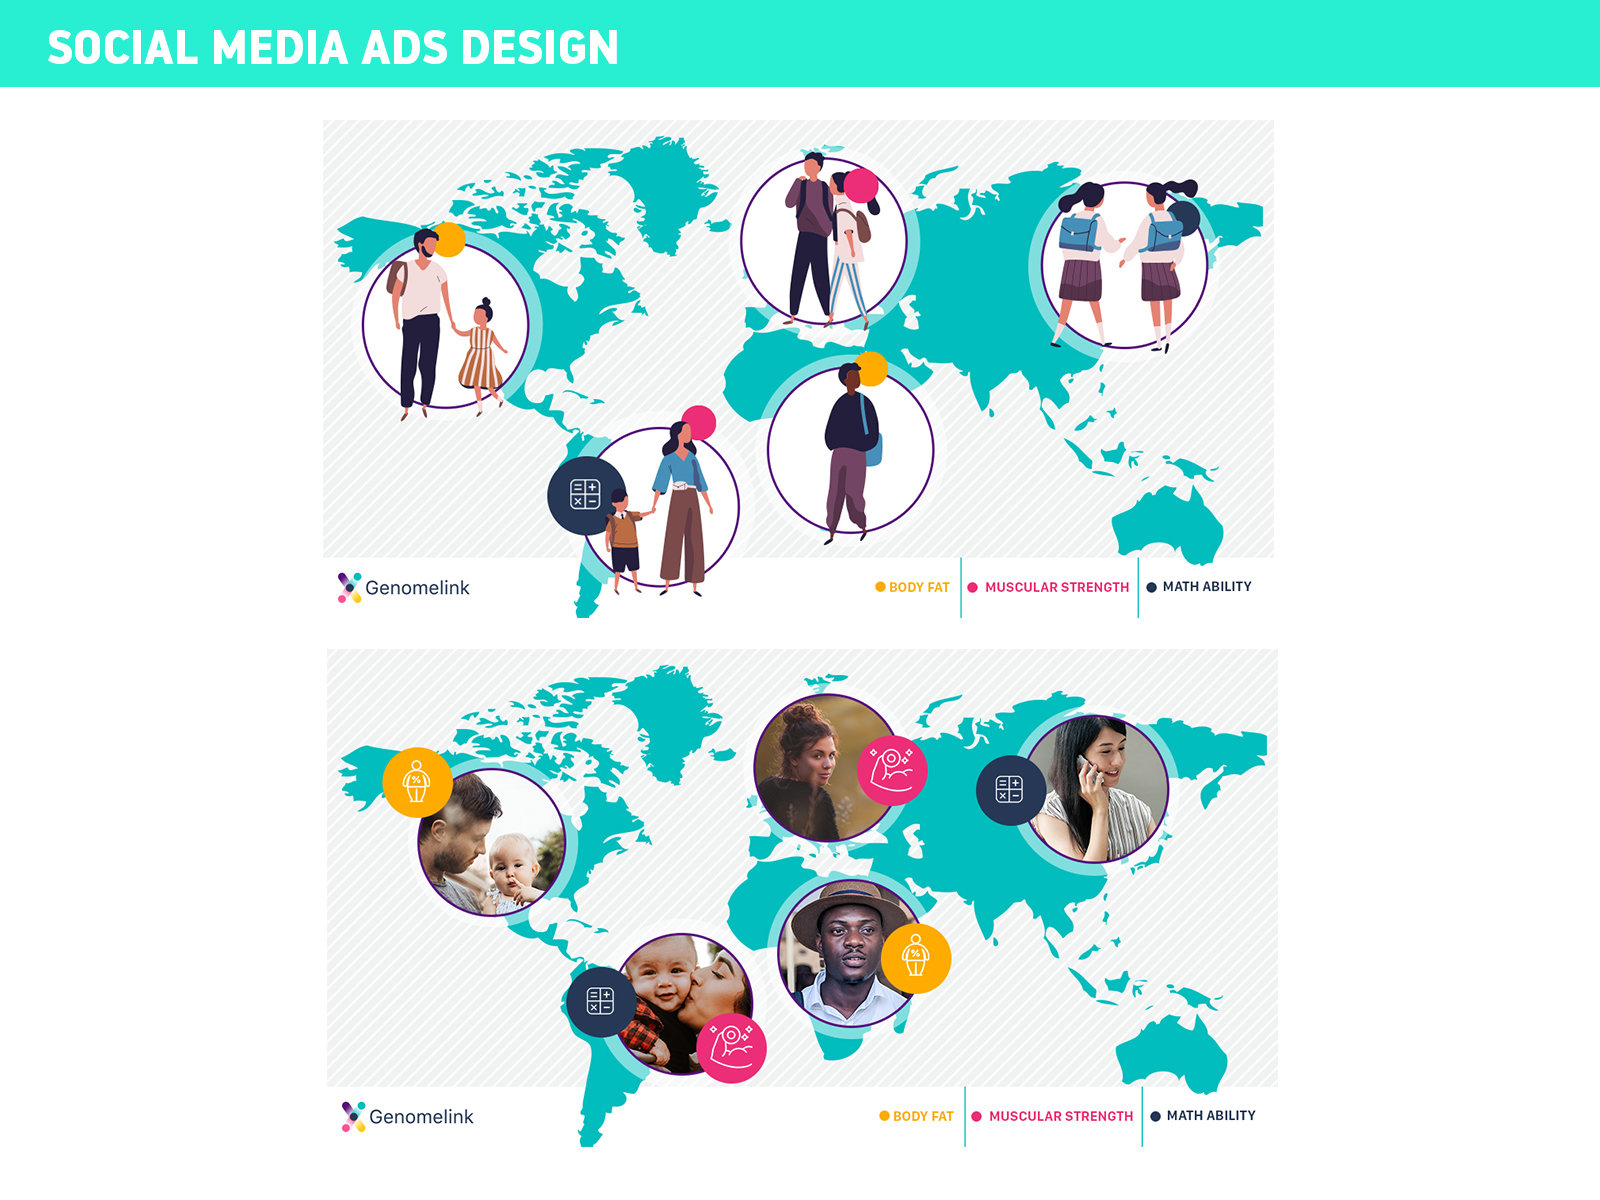 SOCIAL MEDIA ADS DESIGN
Genomelink
BODY FAT
MUSCULAR STRENGTH
MATH ABILITY
%
Genomelink
BODY FAT
MUSCULAR STRENGTH
MATH ABILITY
%